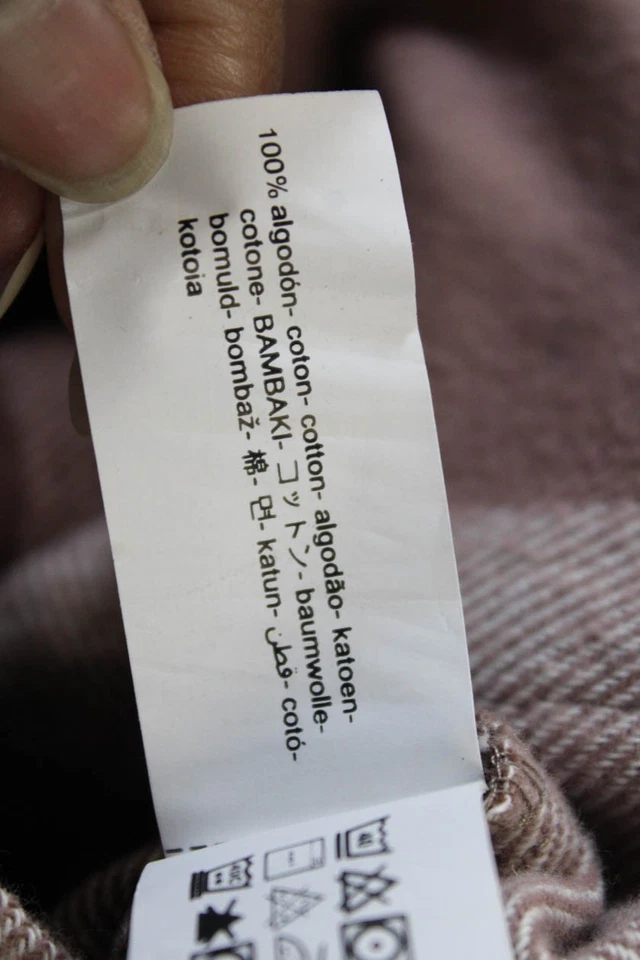 100% algodón- coton- cotton- algodão- katoen-
cotone- BAMBAKI- コットン- baumwolle-
bomuld- bombaž- 棉- 면- katun- قطن- cotó-
kotoia